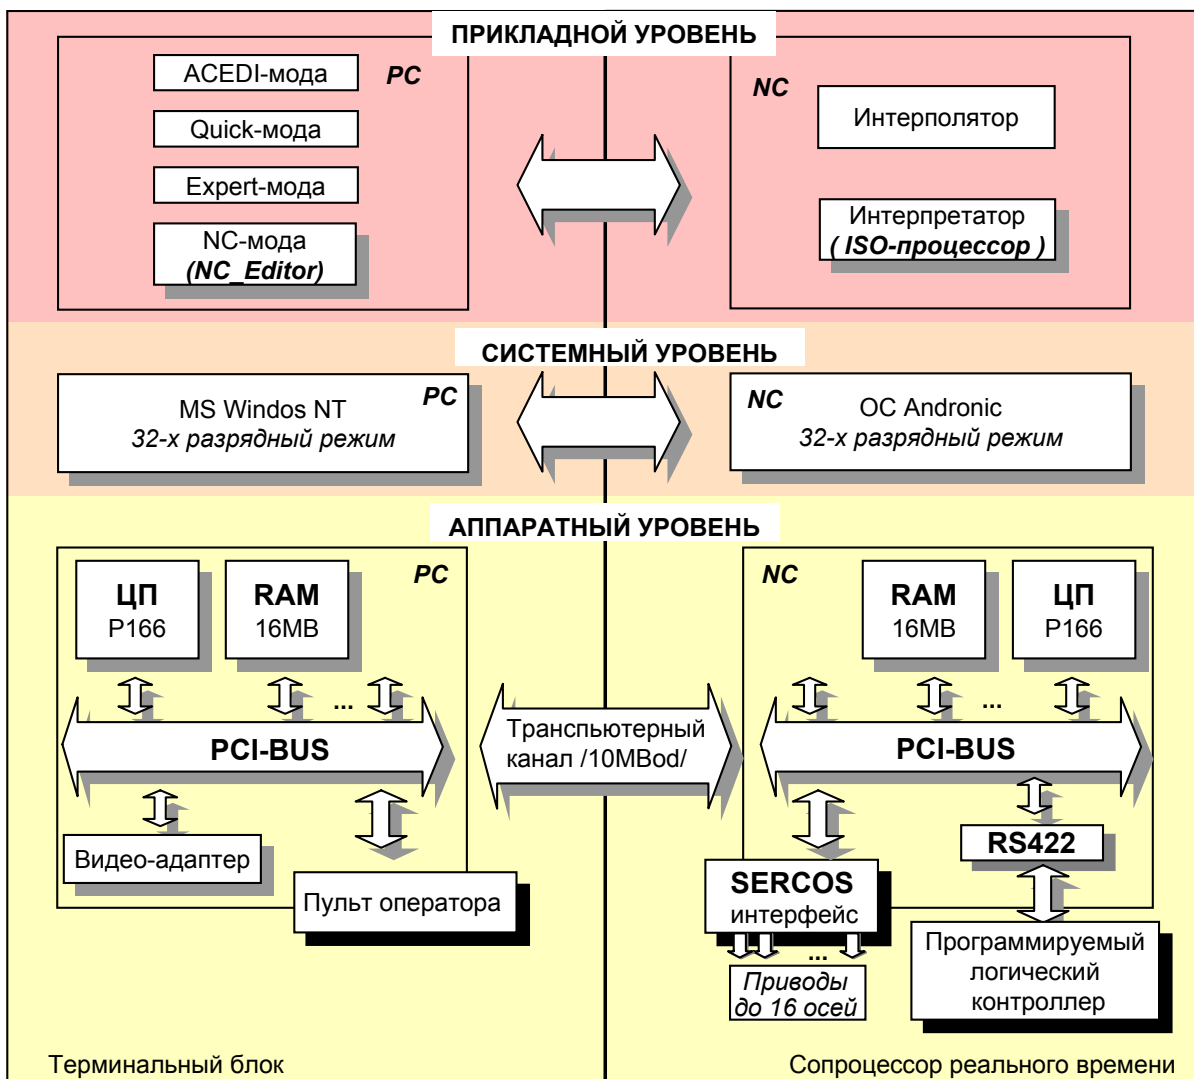 ПРИКЛАДНОЙ УРОВЕНЬ
PC
ACEDI-мода
Quick-мода
Expert-мода
NC-мода
(NC_Editor)
NC
Интерполятор
Интерпретатор
( ISO-процессор )
СИСТЕМНЫЙ УРОВЕНЬ
PC
MS Windos NT
32-х разрядный режим
NC
ОС Andronic
32-х разрядный режим
АППАРАТНЫЙ УРОВЕНЬ
PC
ЦП
P166
RAM
16MB
...
PCI-BUS
Видео-адаптер
Пульт оператора
Транспьютерный
канал /10MBod/
NC
RAM
16MB
ЦП
P166
...
PCI-BUS
RS422
SERCOS
интерфейс
...
Приводы
до 16 осей
Программируемый
логический
контроллер
Терминальный блок
Сопроцессор реального времени